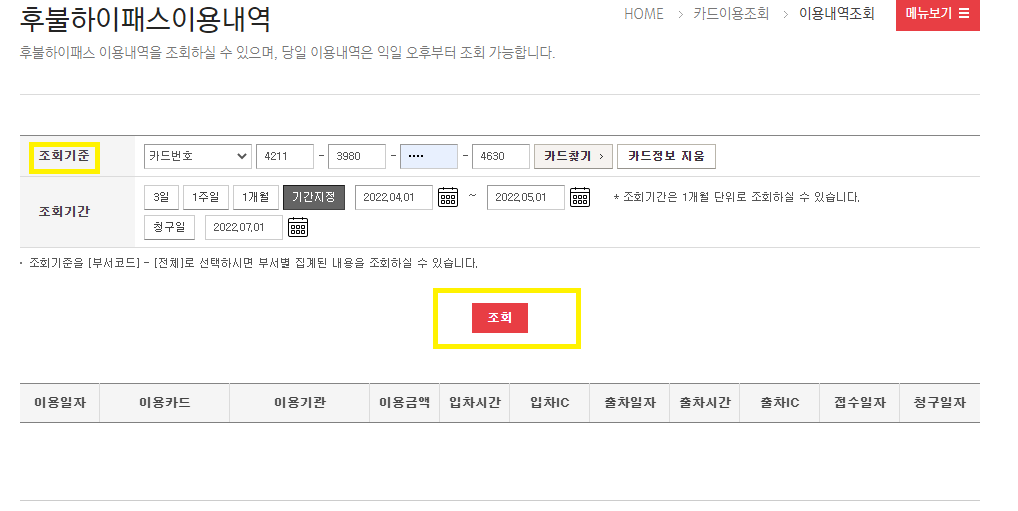 후불하이패스이용내역
HOME > 카드이용조회 > 이용내역조회 메뉴보기
후불하이패스 이용내역을 조회하실 수 있으며, 당일 이용내역은 익일 오후부터 조회 가능합니다.
조회기준 카드번호 4211 - 3980 - •••• - 4630 카드찾기 > 카드정보 지움
조회기간 3일 1주일 1개월 기간지정 2022.04.01 ~ 2022.05.01 * 조회기간은 1개월 단위로 조회하실 수 있습니다.
청구일 2022.07.01
· 조회기준을 [부서코드] - [전체]로 선택하시면 부서별 집계된 내용을 조회하실 수 있습니다.
조회
이용일자 이용카드 이용기관 이용금액 입차시간 입차IC 출차일자 출차시간 출차IC 접수일자 청구일자